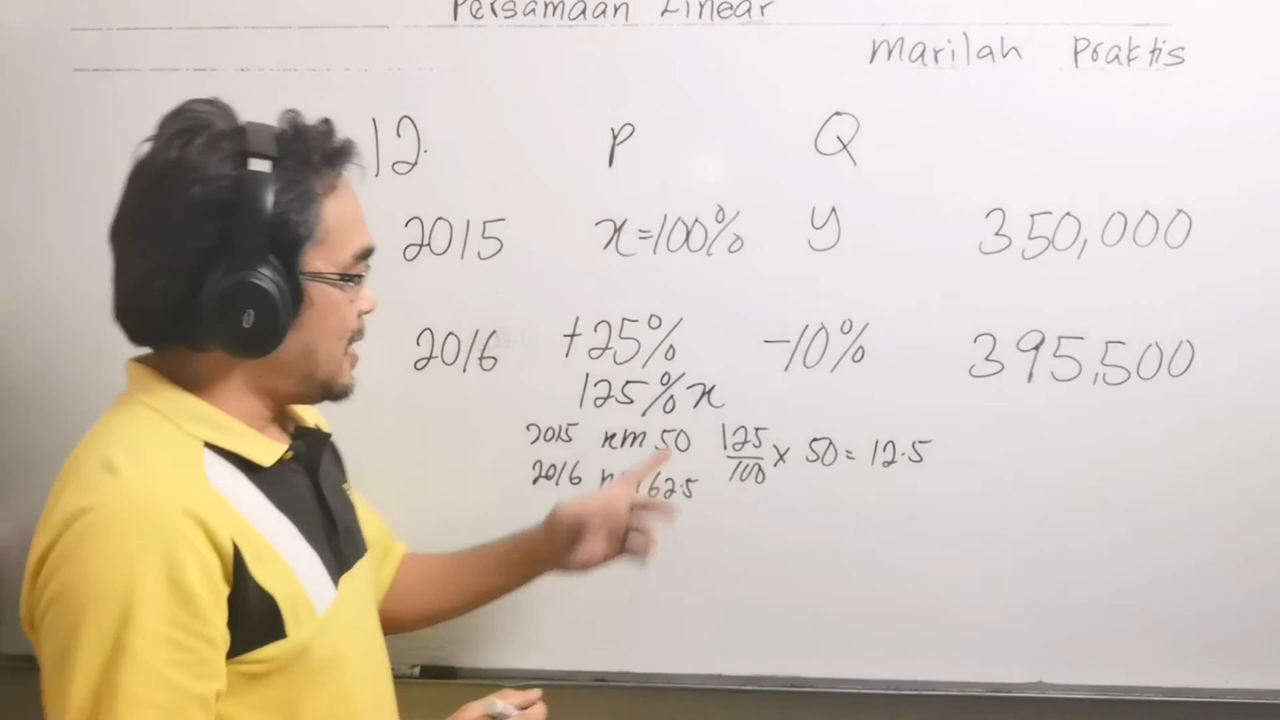 Persamaan Linear
Marilah Praktis
12. P Q
2015 x=100% y 350,000
2016 +25% -10% 395,500
125% x
2015 RM 50 125/100 x 50 = 12.5
2016 62.5